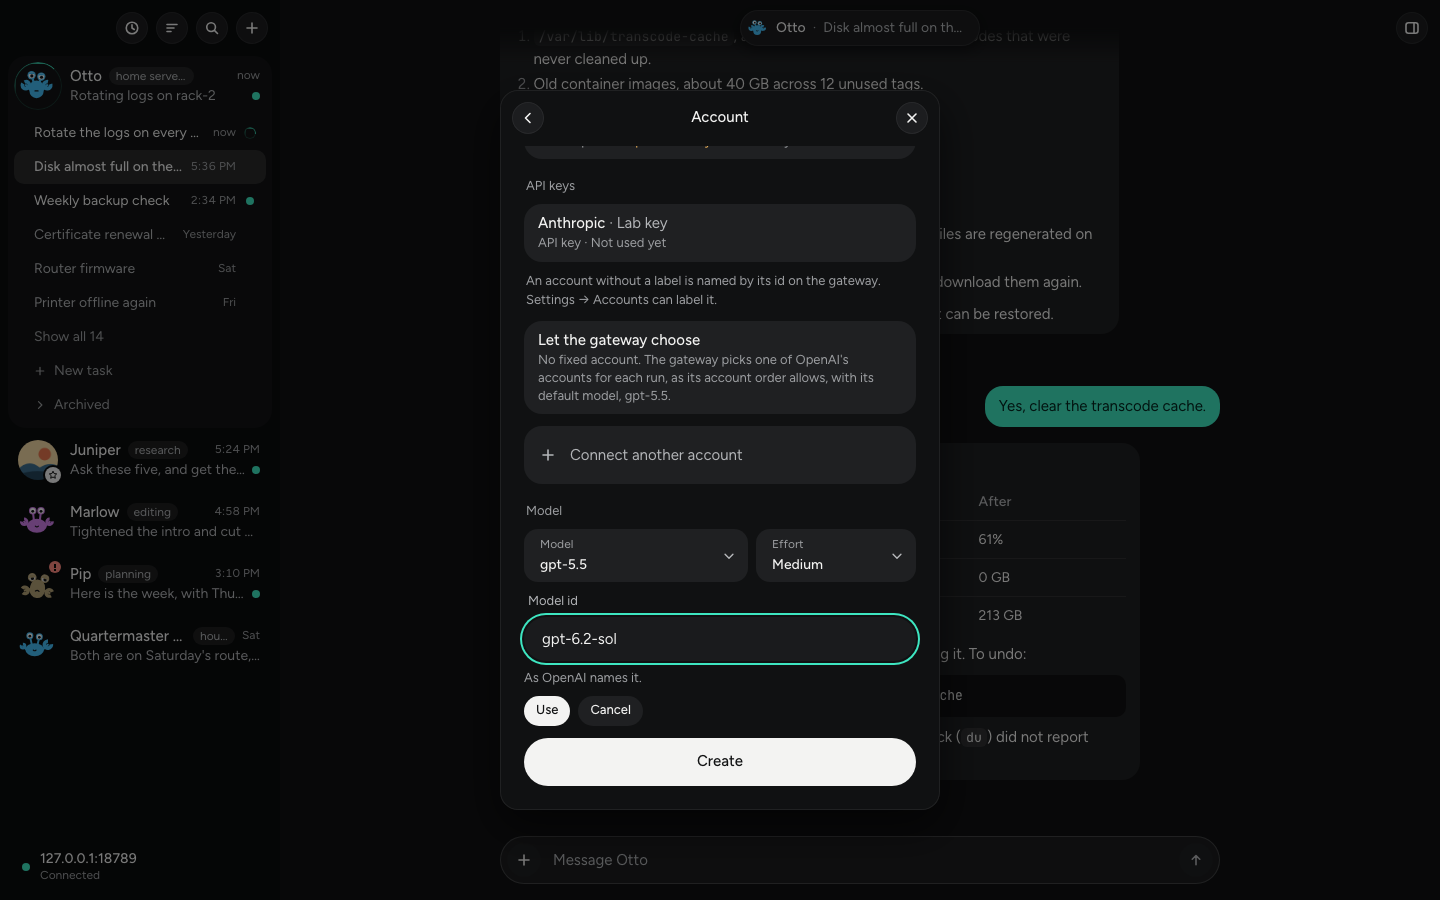 Otto
home serve...
now
Rotating logs on rack-2
Rotate the logs on every ...
now
Disk almost full on the...
5:36 PM
Weekly backup check
2:34 PM
Certificate renewal ...
Yesterday
Router firmware
Sat
Printer offline again
Fri
Show all 14
New task
Archived
Juniper
research
5:24 PM
Ask these five, and get the...
Marlow
editing
4:58 PM
Tightened the intro and cut ...
Pip
planning
3:10 PM
Here is the week, with Thu...
Quartermaster ...
hou...
Sat
Both are on Saturday's route,...
127.0.0.1:18789
Connected
Otto · Disk almost full on th...
1. /var/lib/transcode-cache,
des that were
never cleaned up.
2. Old container images, about 40 GB across 12 unused tags.
Account
API keys
Anthropic · Lab key
API key · Not used yet
An account without a label is named by its id on the gateway.
Settings → Accounts can label it.
Let the gateway choose
No fixed account. The gateway picks one of OpenAI's
accounts for each run, as its account order allows, with its
default model, gpt-5.5.
Connect another account
Model
Model
gpt-5.5
Effort
Medium
Model id
gpt-6.2-sol
As OpenAI names it.
Use
Cancel
Create
iles are regenerated on
download them again.
can be restored.
Yes, clear the transcode cache.
After
61%
0 GB
213 GB
g it. To undo:
che
ck (du) did not report
Message Otto